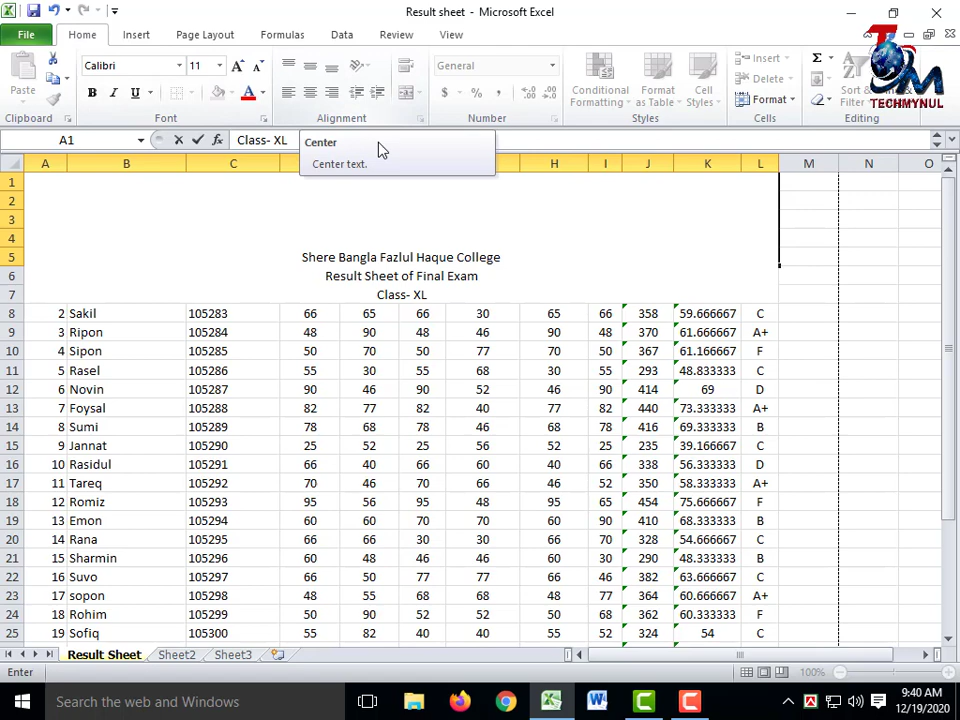 Result sheet - Microsoft Excel
File Home Insert Page Layout Formulas Data Review View
Paste
Calibri 11
General
Conditional Formatting
Format as Table
Cell Styles
Insert
Delete
Format
Sort & Filter
TECHMYNUL
Clipboard Font Alignment Number Styles Cells Editing
A1 fx Class- XL
Center
Center text.
A B C H I J K L M N O
1
2
3
4
5 Shere Bangla Fazlul Haque College
6 Result Sheet of Final Exam
7 Class- XL
8 2 Sakil 105283 66 65 66 30 65 66 358 59.666667 C
9 3 Ripon 105284 48 90 48 46 90 48 370 61.666667 A+
10 4 Sipon 105285 50 70 50 77 70 50 367 61.166667 F
11 5 Rasel 105286 55 30 55 68 30 55 293 48.833333 C
12 6 Novin 105287 90 46 90 52 46 90 414 69 D
13 7 Foysal 105288 82 77 82 40 77 82 440 73.333333 A+
14 8 Sumi 105289 78 68 78 46 68 78 416 69.333333 B
15 9 Jannat 105290 25 52 25 56 52 25 235 39.166667 C
16 10 Rasidul 105291 66 40 66 60 40 66 338 56.333333 D
17 11 Tareq 105292 70 46 70 66 46 52 350 58.333333 A+
18 12 Romiz 105293 95 56 95 48 95 65 454 75.666667 F
19 13 Emon 105294 60 60 70 70 60 90 410 68.333333 B
20 14 Rana 105295 66 66 30 30 66 70 328 54.666667 C
21 15 Sharmin 105296 60 48 46 46 60 30 290 48.333333 B
22 16 Suvo 105297 66 50 77 77 66 46 382 63.666667 C
23 17 sopon 105298 48 55 68 68 48 77 364 60.666667 A+
24 18 Rohim 105299 50 90 52 52 50 68 362 60.333333 F
25 19 Sofiq 105300 55 82 40 40 55 52 324 54 C
Result Sheet Sheet2 Sheet3
Enter 100%
Search the web and Windows
9:40 AM
12/19/2020